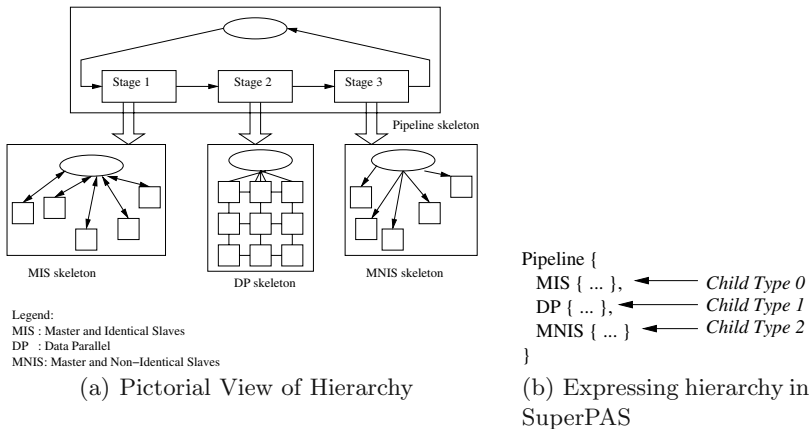 Stage 1
Stage 2
Stage 3
Pipeline skeleton
MIS skeleton
DP skeleton
MNIS skeleton
Legend:
MIS : Master and Identical Slaves
DP : Data Parallel
MNIS: Master and Non−Identical Slaves
(a) Pictorial View of Hierarchy
Pipeline {
MIS { ... }, Child Type 0
DP { ... }, Child Type 1
MNIS { ... } Child Type 2
}
(b) Expressing hierarchy in
SuperPAS